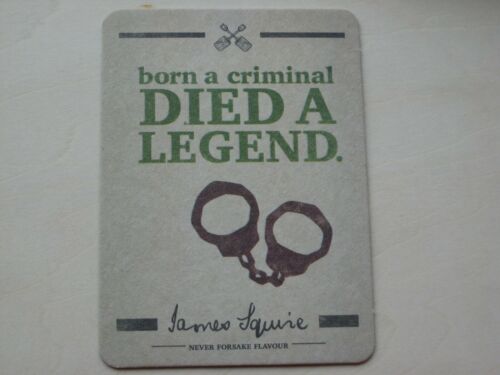 born a criminal
DIED A
LEGEND.
James Squire
NEVER FORSAKE FLAVOUR